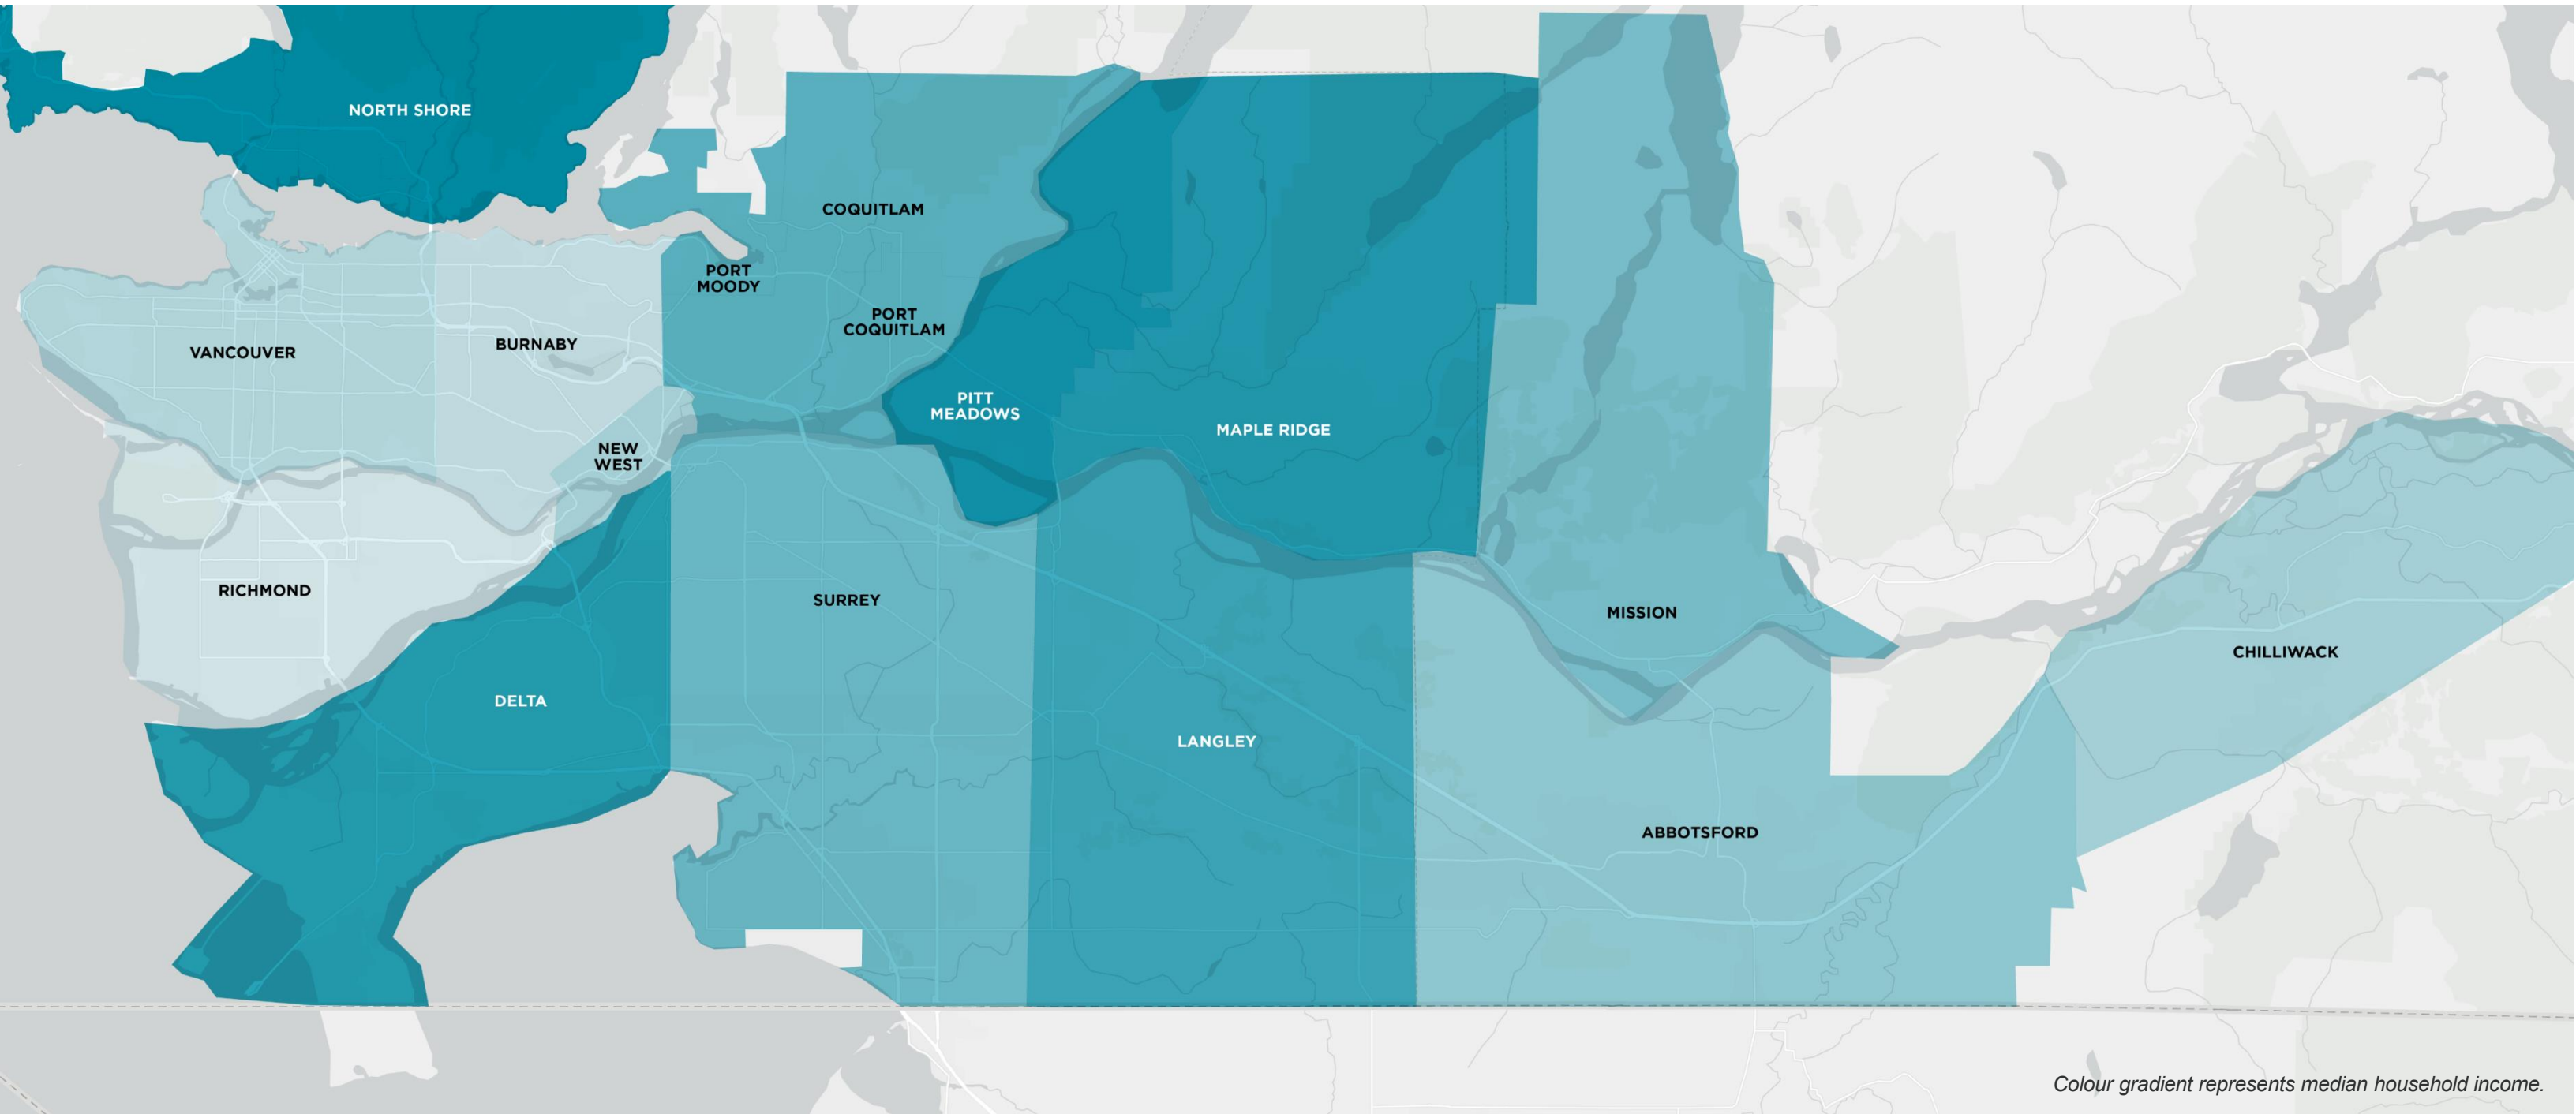 NORTH SHORE
COQUITLAM
PORT
MOODY
PORT
COQUITLAM
VANCOUVER
BURNABY
PITT
MEADOWS
MAPLE RIDGE
NEW
WEST
RICHMOND
SURREY
MISSION
CHILLIWACK
DELTA
LANGLEY
ABBOTSFORD
Colour gradient represents median household income.